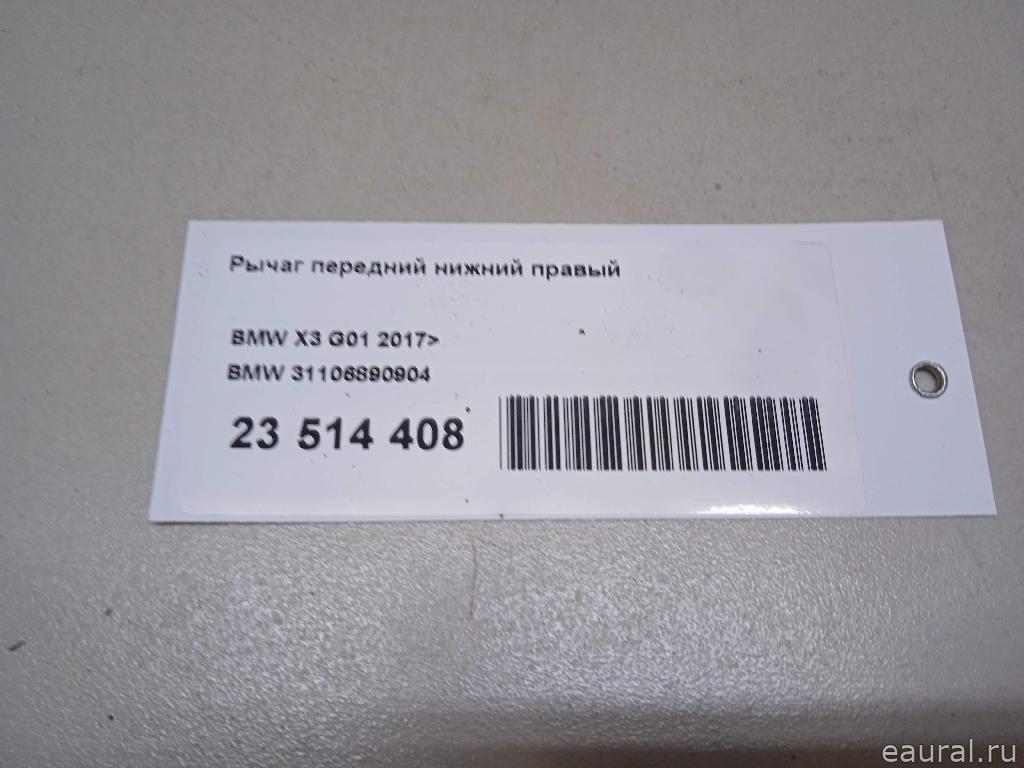 Рычаг передний нижний правый
BMW X3 G01 2017>
BMW 31106890904
23 514 408
eaural.ru